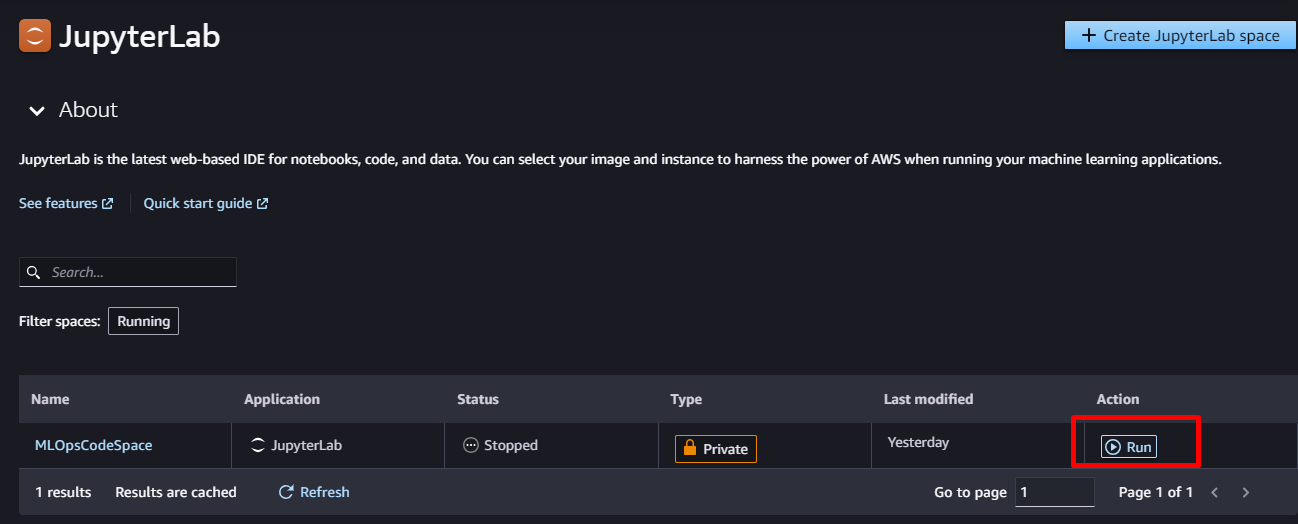 JupyterLab
+ Create JupyterLab space
About
JupyterLab is the latest web-based IDE for notebooks, code, and data. You can select your image and instance to harness the power of AWS when running your machine learning applications.
See features Quick start guide
Search...
Filter spaces: Running
Name Application Status Type Last modified Action
MLOpsCodeSpace JupyterLab Stopped Private Yesterday Run
1 results Results are cached Refresh Go to page 1 Page 1 of 1